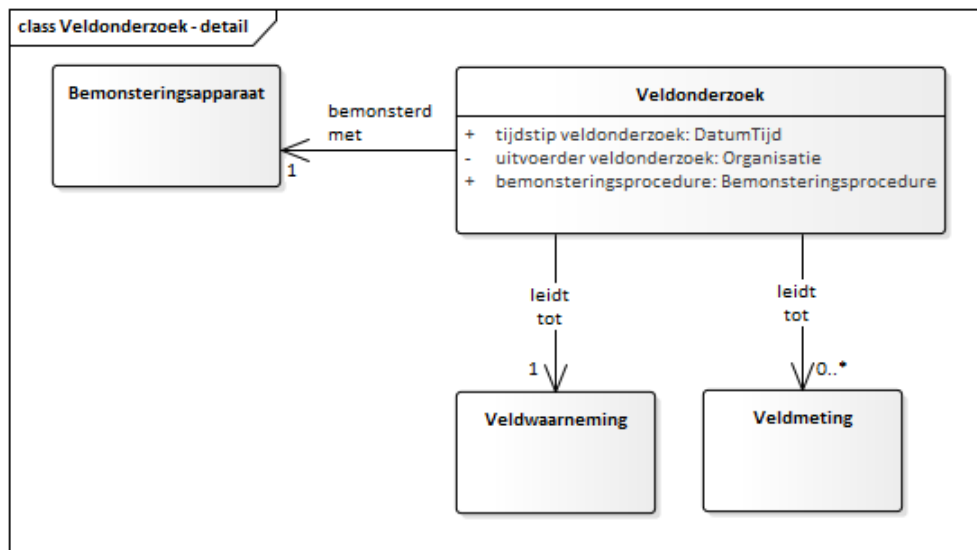 class Veldonderzoek - detail
Bemonsteringsapparaat
bemonsterd
met
1
Veldonderzoek
+ tijdstip veldonderzoek: DatumTijd
- uitvoerder veldonderzoek: Organisatie
+ bemonsteringsprocedure: Bemonsteringsprocedure
leidt
tot
1
leidt
tot
0..*
Veldwaarneming
Veldmeting